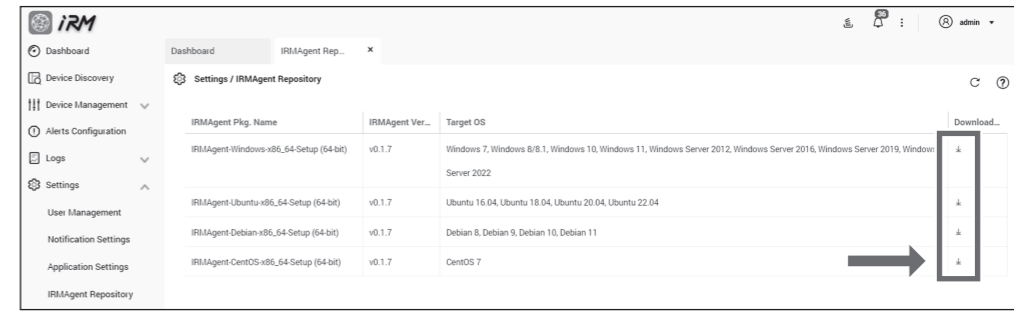 iRM
36
admin
Dashboard
Device Discovery
Device Management
Alerts Configuration
Logs
Settings
User Management
Notification Settings
Application Settings
IRMAgent Repository
Dashboard
IRMAgent Rep... ×
Settings / IRMAgent Repository
IRMAgent Pkg. Name IRMAgent Ver... Target OS Download...
IRMAgent-Windows-x86_64-Setup (64-bit) v0.1.7 Windows 7, Windows 8/8.1, Windows 10, Windows 11, Windows Server 2012, Windows Server 2016, Windows Server 2019, Windows
Server 2022
IRMAgent-Ubuntu-x86_64-Setup (64-bit) v0.1.7 Ubuntu 16.04, Ubuntu 18.04, Ubuntu 20.04, Ubuntu 22.04
IRMAgent-Debian-x86_64-Setup (64-bit) v0.1.7 Debian 8, Debian 9, Debian 10, Debian 11
IRMAgent-CentOS-x86_64-Setup (64-bit) v0.1.7 CentOS 7